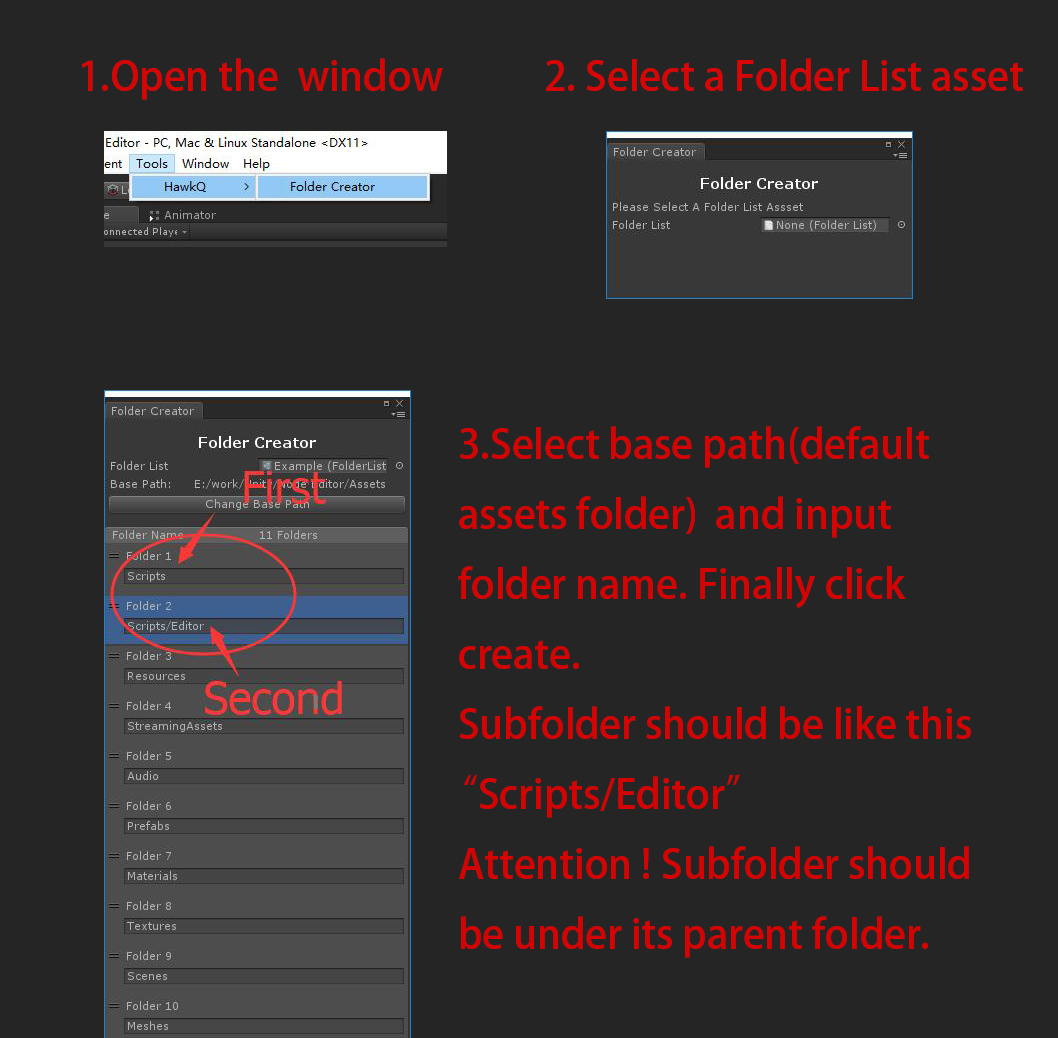 1.Open the  window
2. Select a Folder List asset
Editor - PC, Mac & Linux Standalone <DX11>
ent Tools Window Help
HawkQ > Folder Creator
Animator
onnected Playe
Folder Creator
Folder Creator
Please Select A Folder List Assset
Folder List None (Folder List)
Folder Creator
Folder Creator
Folder List Example (FolderList
Base Path: E:/work/Unity/Node Editor/Assets
First
Change Base Path
Folder Name 11 Folders
Folder 1
Scripts
Folder 2
Scripts/Editor
Folder 3
Resources
Second
Folder 4
StreamingAssets
Folder 5
Audio
Folder 6
Prefabs
Folder 7
Materials
Folder 8
Textures
Folder 9
Scenes
Folder 10
Meshes
3.Select base path(default
assets folder)  and input
folder name. Finally click
create.
Subfolder should be like this
“Scripts/Editor”
Attention ! Subfolder should
be under its parent folder.